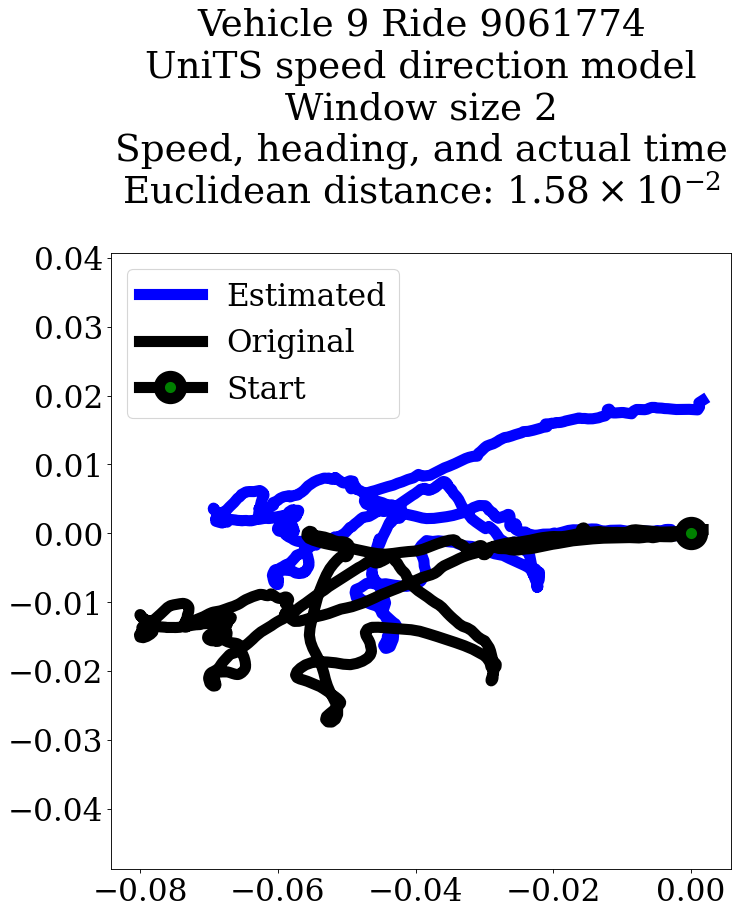 Vehicle 9 Ride 9061774
UniTS speed direction model
Window size 2
Speed, heading, and actual time
Euclidean distance: 1.58 × 10⁻²
0.04
Estimated
0.03
Original
0.02
Start
0.01
0.00
−0.01
−0.02
−0.03
−0.04
−0.08 −0.06 −0.04 −0.02 0.00